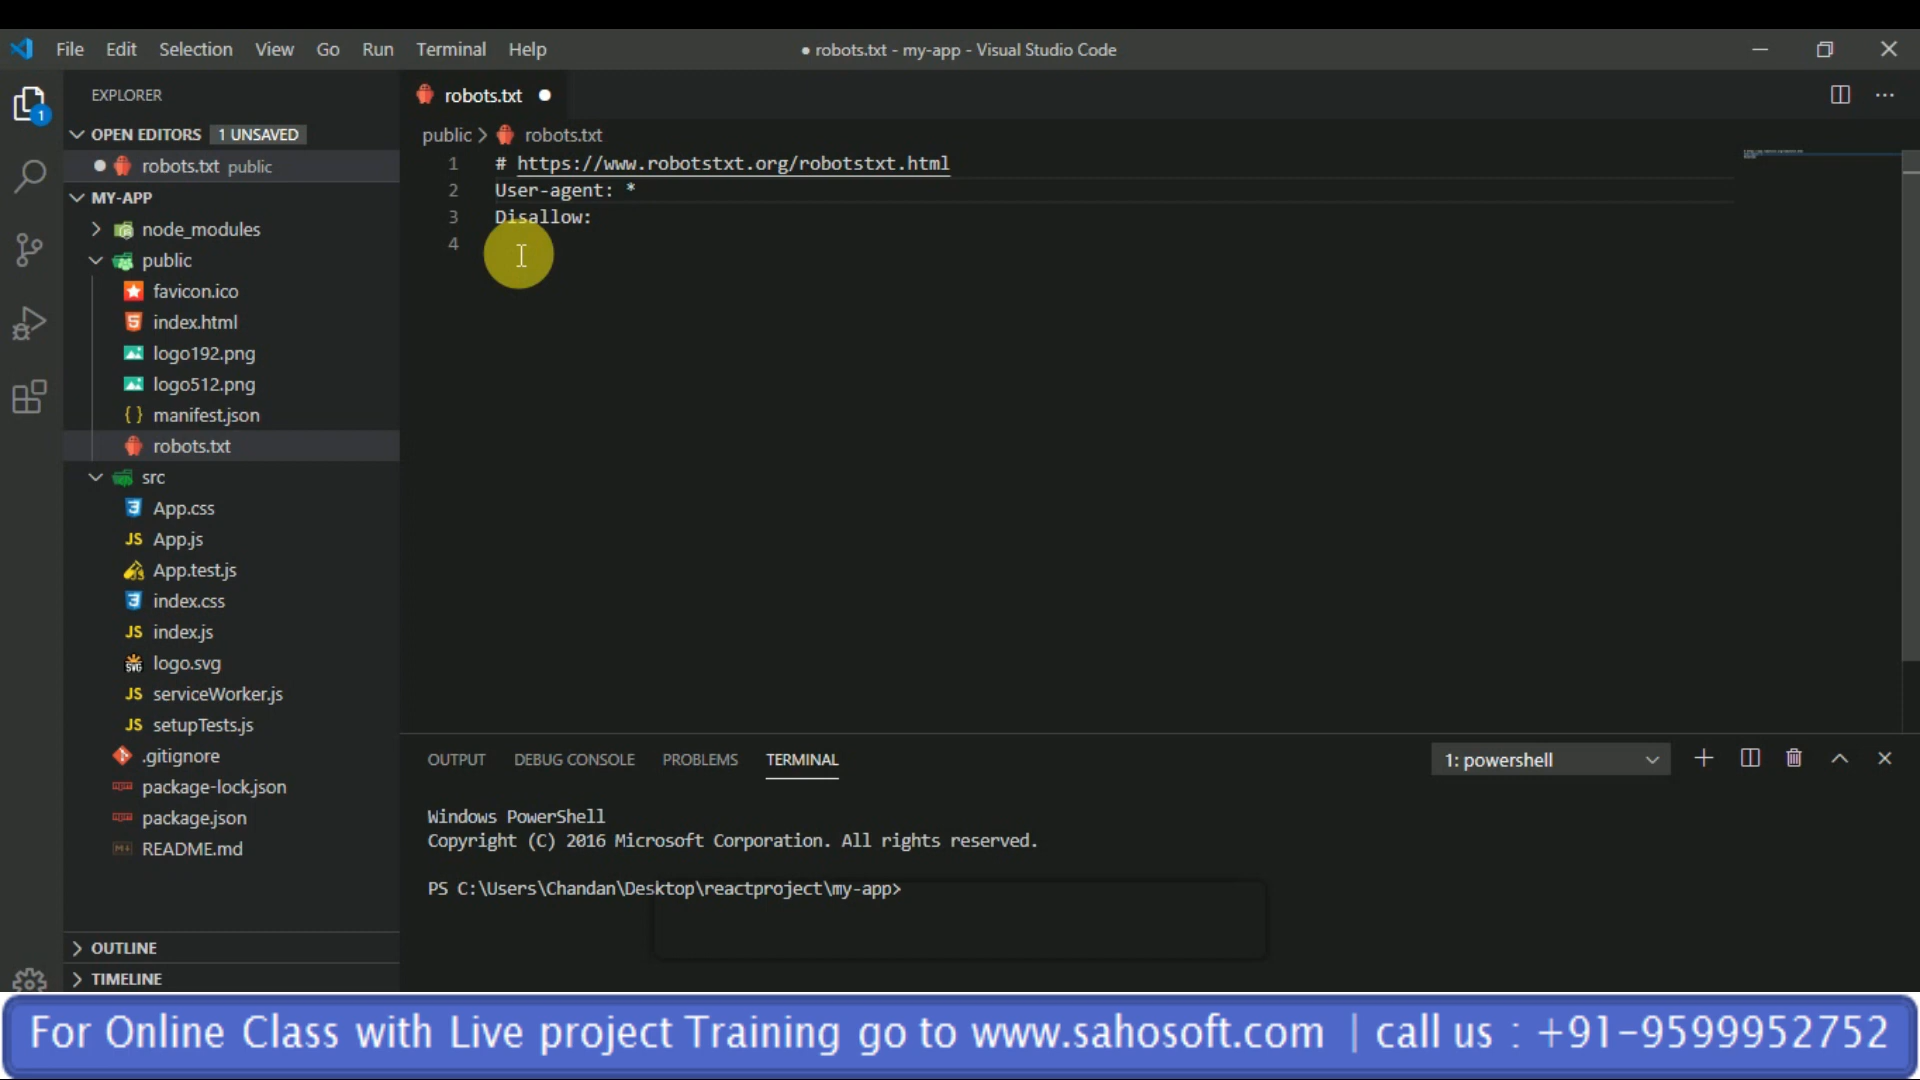 File Edit Selection View Go Run Terminal Help
● robots.txt - my-app - Visual Studio Code
EXPLORER
OPEN EDITORS 1 UNSAVED
robots.txt public
MY-APP
node_modules
public
favicon.ico
index.html
logo192.png
logo512.png
manifest.json
robots.txt
src
App.css
App.js
App.test.js
index.css
index.js
logo.svg
serviceWorker.js
setupTests.js
.gitignore
package-lock.json
package.json
README.md
OUTLINE
TIMELINE
1
robots.txt
public > robots.txt
1 # https://www.robotstxt.org/robotstxt.html
2 User-agent: *
3 Disallow:
4
OUTPUT DEBUG CONSOLE PROBLEMS TERMINAL
1: powershell
Windows PowerShell
Copyright (C) 2016 Microsoft Corporation. All rights reserved.
PS C:\Users\Chandan\Desktop\reactproject\my-app>
For Online Class with Live project Training go to www.sahosoft.com | call us : +91-9599952752